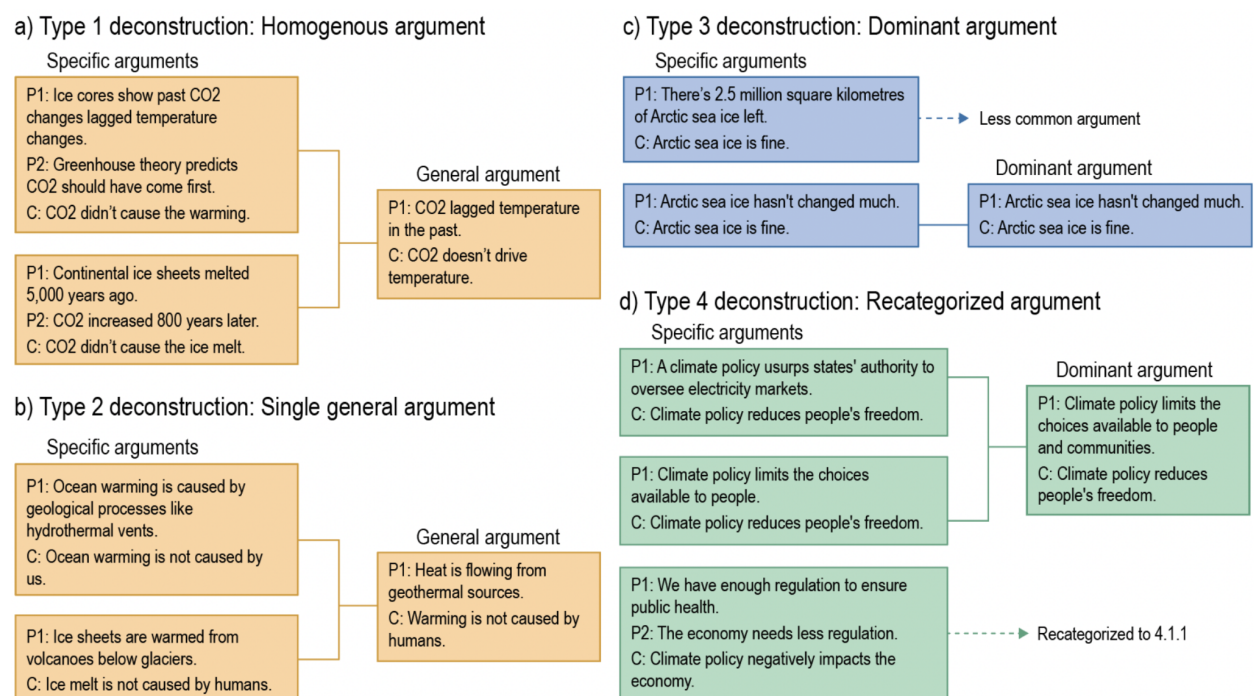 a) Type 1 deconstruction: Homogenous argument
Specific arguments
P1: Ice cores show past CO2
changes lagged temperature
changes.
P2: Greenhouse theory predicts
CO2 should have come first.
C: CO2 didn't cause the warming.
P1: Continental ice sheets melted
5,000 years ago.
P2: CO2 increased 800 years later.
C: CO2 didn't cause the ice melt.
General argument
P1: CO2 lagged temperature
in the past.
C: CO2 doesn't drive
temperature.
b) Type 2 deconstruction: Single general argument
Specific arguments
P1: Ocean warming is caused by
geological processes like
hydrothermal vents.
C: Ocean warming is not caused by
us.
P1: Ice sheets are warmed from
volcanoes below glaciers.
C: Ice melt is not caused by humans.
General argument
P1: Heat is flowing from
geothermal sources.
C: Warming is not caused by
humans.
c) Type 3 deconstruction: Dominant argument
Specific arguments
P1: There's 2.5 million square kilometres
of Arctic sea ice left.
C: Arctic sea ice is fine.
Less common argument
P1: Arctic sea ice hasn't changed much.
C: Arctic sea ice is fine.
Dominant argument
P1: Arctic sea ice hasn't changed much.
C: Arctic sea ice is fine.
d) Type 4 deconstruction: Recategorized argument
Specific arguments
P1: A climate policy usurps states' authority to
oversee electricity markets.
C: Climate policy reduces people's freedom.
P1: Climate policy limits the choices
available to people.
C: Climate policy reduces people's freedom.
Dominant argument
P1: Climate policy limits the
choices available to people
and communities.
C: Climate policy reduces
people's freedom.
P1: We have enough regulation to ensure
public health.
P2: The economy needs less regulation.
C: Climate policy negatively impacts the
economy.
Recategorized to 4.1.1